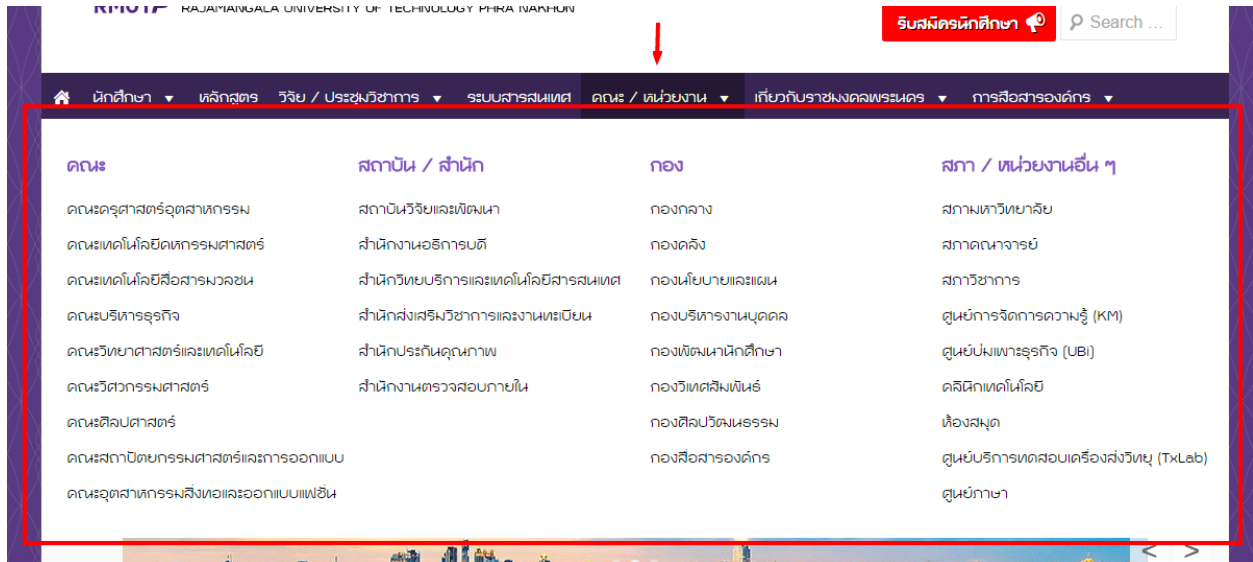 RMUTP RAJAMANGALA UNIVERSITY OF TECHNOLOGY PHRA NAKHON
รับสมัครนักศึกษา
Search ...
นักศึกษา ▼ หลักสูตร วิจัย / ประชุมวิชาการ ▼ ระบบสารสนเทศ คณะ / หน่วยงาน ▼ เกี่ยวกับราชมงคลพระนคร ▼ การสื่อสารองค์กร ▼
คณะ
คณะครุศาสตร์อุตสาหกรรม
คณะเทคโนโลยีคหกรรมศาสตร์
คณะเทคโนโลยีสื่อสารมวลชน
คณะบริหารธุรกิจ
คณะวิทยาศาสตร์และเทคโนโลยี
คณะวิศวกรรมศาสตร์
คณะศิลปศาสตร์
คณะสถาปัตยกรรมศาสตร์และการออกแบบ
คณะอุตสาหกรรมสิ่งทอและออกแบบแฟชั่น
สถาบัน / สำนัก
สถาบันวิจัยและพัฒนา
สำนักงานอธิการบดี
สำนักวิทยบริการและเทคโนโลยีสารสนเทศ
สำนักส่งเสริมวิชาการและงานทะเบียน
สำนักประกันคุณภาพ
สำนักงานตรวจสอบภายใน
กอง
กองกลาง
กองคลัง
กองนโยบายและแผน
กองบริหารงานบุคคล
กองพัฒนานักศึกษา
กองวิเทศสัมพันธ์
กองศิลปวัฒนธรรม
กองสื่อสารองค์กร
สภา / หน่วยงานอื่น ๆ
สภามหาวิทยาลัย
สภาคณาจารย์
สภาวิชาการ
ศูนย์การจัดการความรู้ (KM)
ศูนย์บ่มเพาะธุรกิจ (UBI)
คลินิกเทคโนโลยี
ห้องสมุด
ศูนย์บริการทดสอบเครื่องส่งวิทยุ (TxLab)
ศูนย์ภาษา
< >